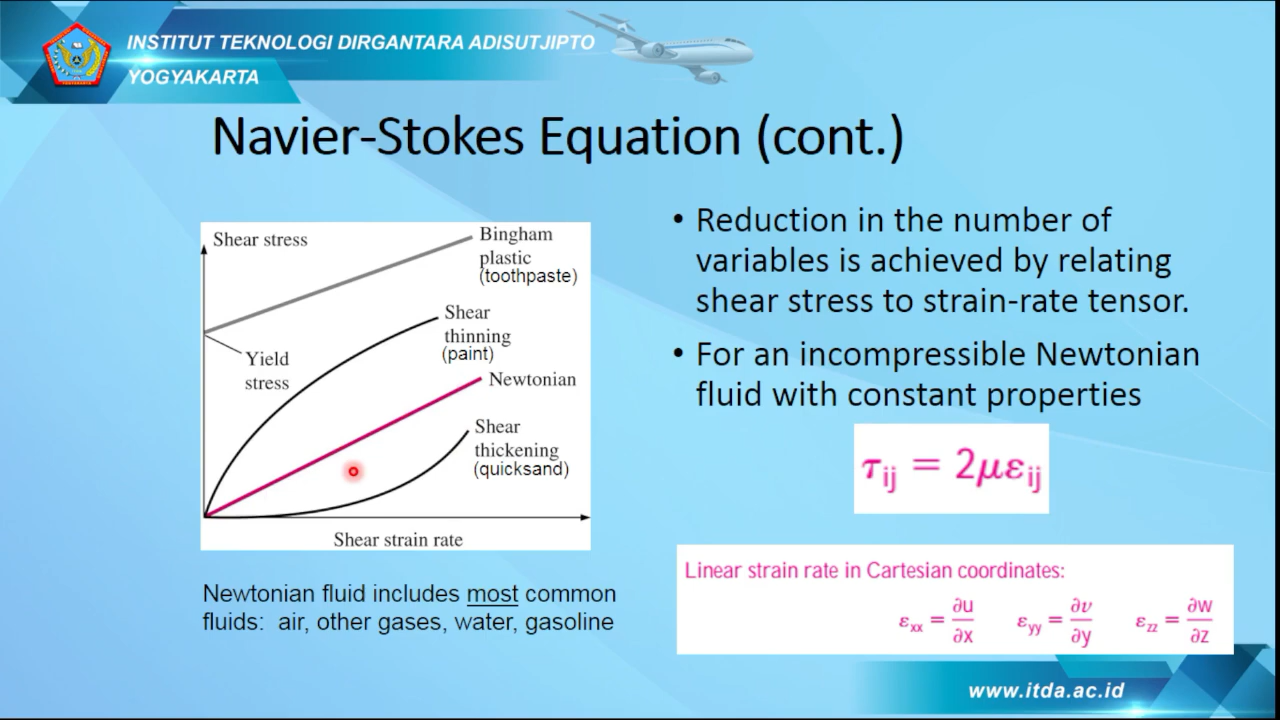 INSTITUT TEKNOLOGI DIRGANTARA ADISUTJIPTO
YOGYAKARTA
Navier-Stokes Equation (cont.)
Shear stress
Bingham
plastic
(toothpaste)
Yield
stress
Shear
thinning
(paint)
Newtonian
Shear
thickening
(quicksand)
Shear strain rate
Newtonian fluid includes most common
fluids: air, other gases, water, gasoline
• Reduction in the number of
variables is achieved by relating
shear stress to strain-rate tensor.
• For an incompressible Newtonian
fluid with constant properties
τij = 2μεij
Linear strain rate in Cartesian coordinates:
εxx = ∂u/∂x εyy = ∂v/∂y εzz = ∂w/∂z
www.itda.ac.id